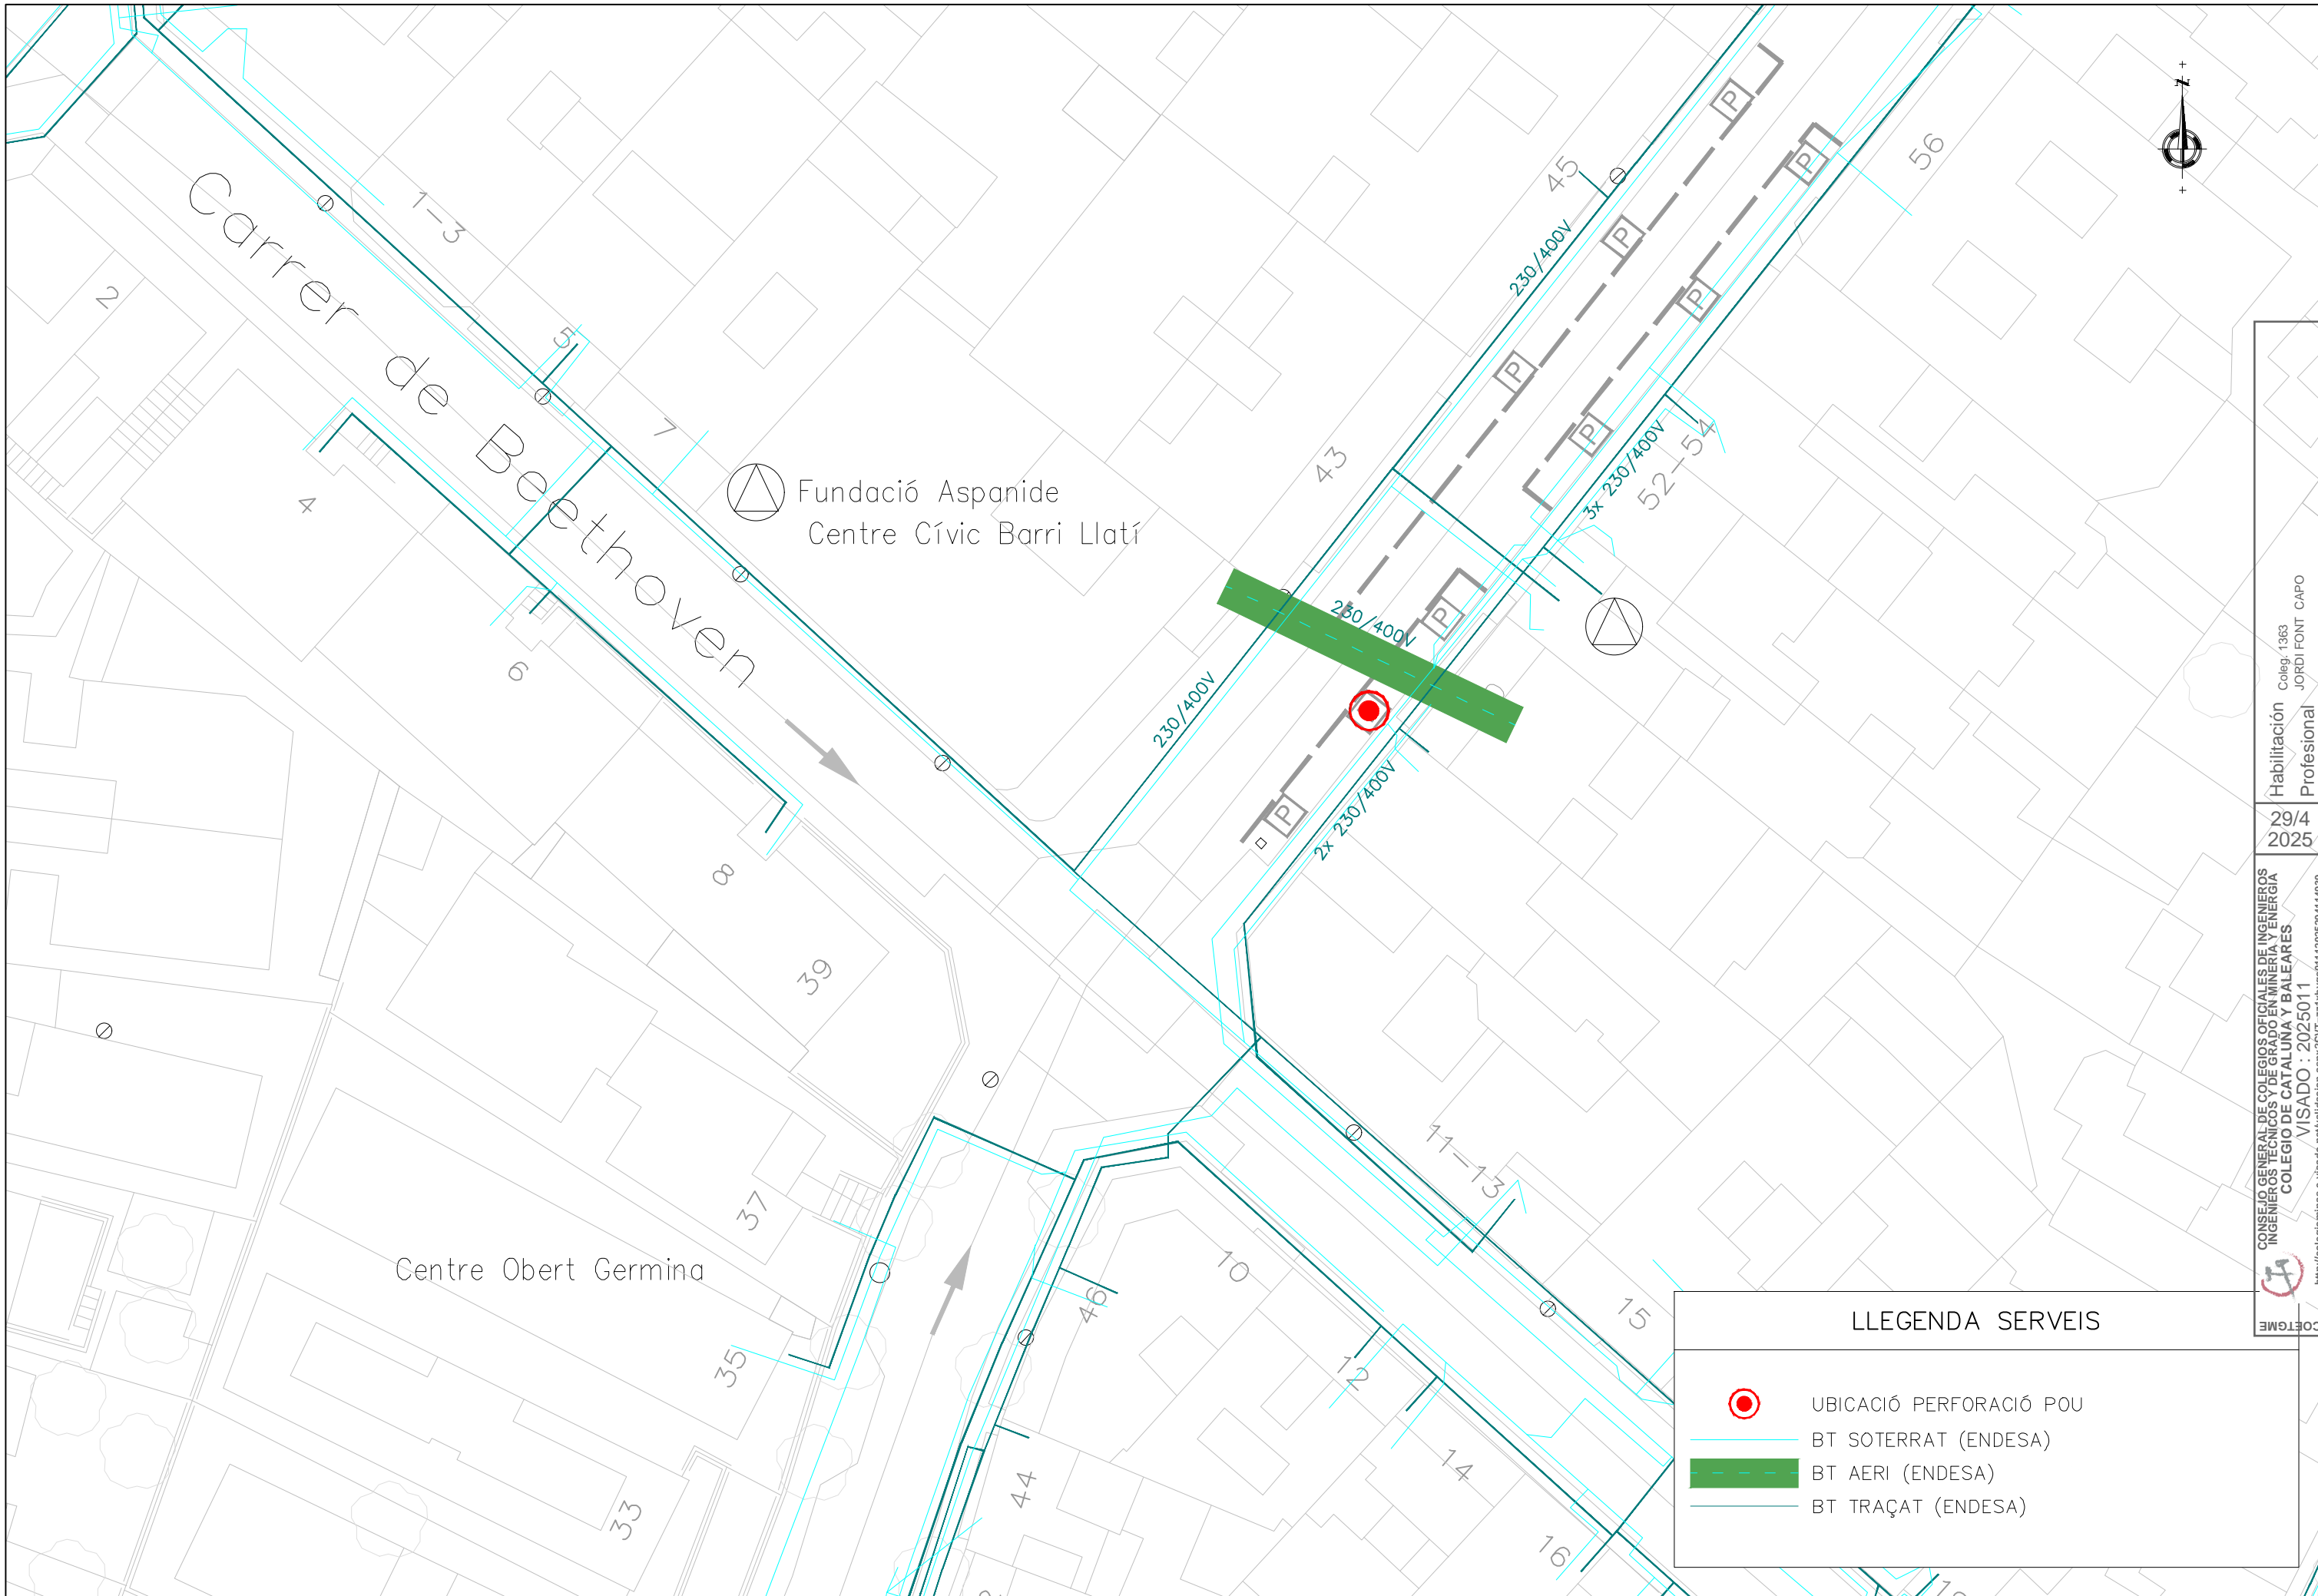 N
Carrer de Beethoven
1-3
2
5
7
4
6
8
Fundació Aspanide
Centre Cívic Barri Llatí
45
43
56
52-54
P
P
P
P
P
P
P
P
230/400V
230/400V
230/400V
3x 230/400V
2x 230/400V
39
37
35
33
Centre Obert Germina
46
44
10
12
14
16
11-13
15
LLEGENDA SERVEIS
UBICACIÓ PERFORACIÓ POU
BT SOTERRAT (ENDESA)
BT AERI (ENDESA)
BT TRAÇAT (ENDESA)
Habilitación Coleg. 1363
Profesional JORDI FONT CAPO
29/4
2025
CONSEJO GENERAL DE COLEGIOS OFICIALES DE INGENIEROS
INGENIEROS TÉCNICOS Y DE GRADO EN MINERÍA Y ENERGÍA
COLEGIO DE CATALUÑA Y BALEARES
VISADO : 2025011
COETGME